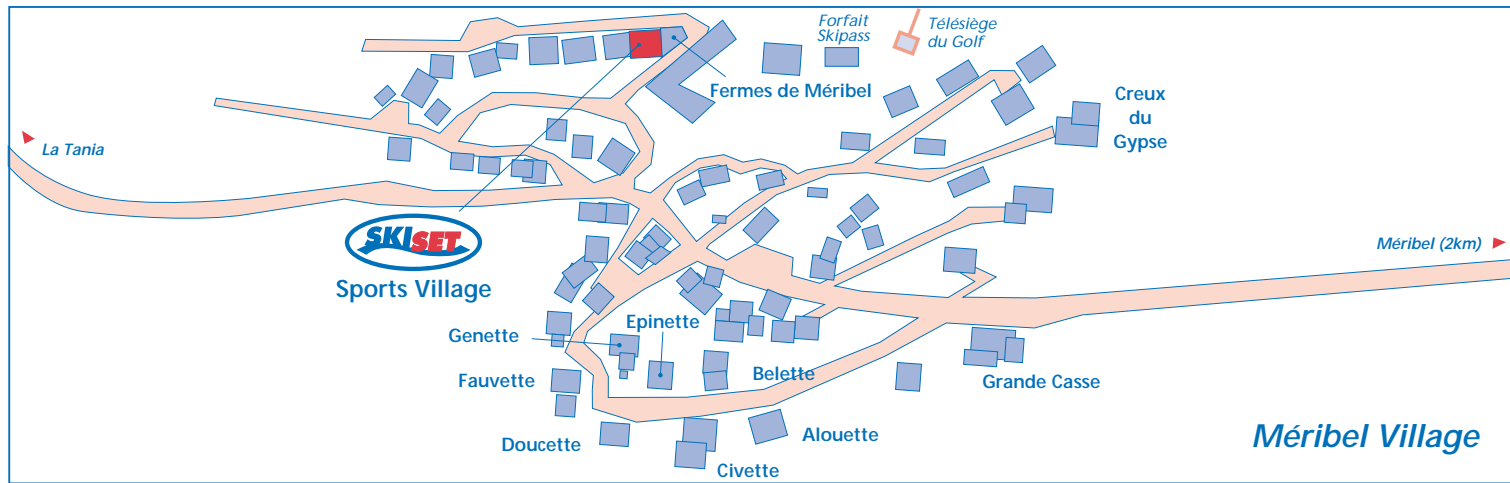 Forfait
Skipass
Télésiège
du Golf
Fermes de Méribel
Creux
du
Gypse
La Tania
SKISET
Sports Village
Méribel (2km)
Genette
Epinette
Fauvette
Belette
Grande Casse
Doucette
Alouette
Civette
Méribel Village